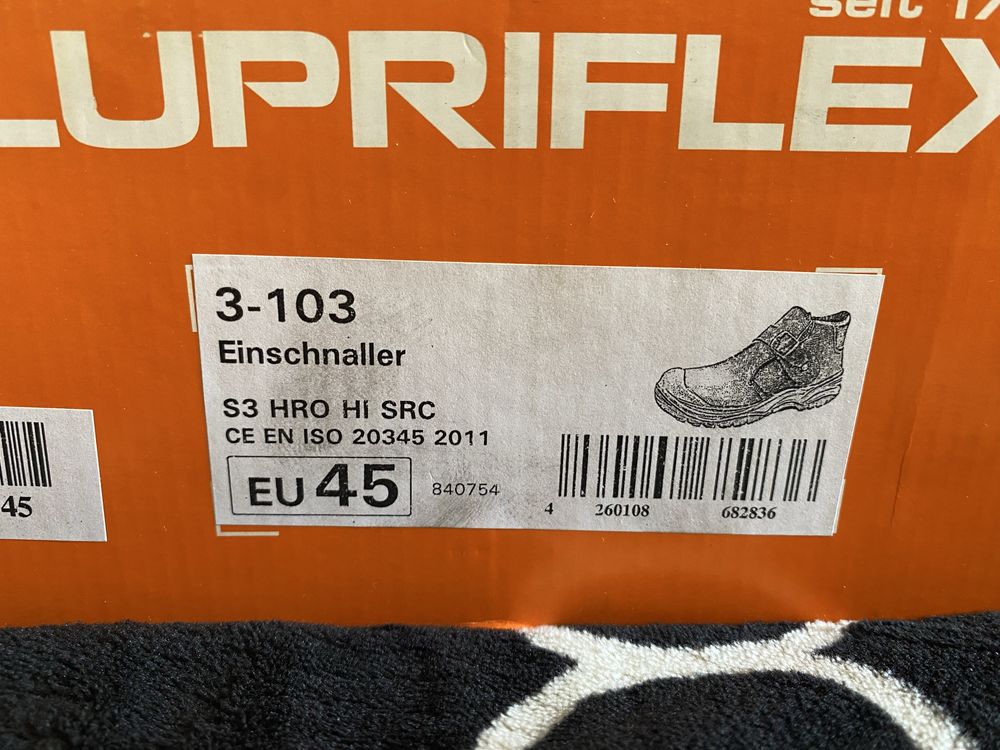 seit
LUPRIFLEX
3-103
Einschnaller
S3 HRO HI SRC
CE EN ISO 20345 2011
EU 45
840754
4 260108 682836
45